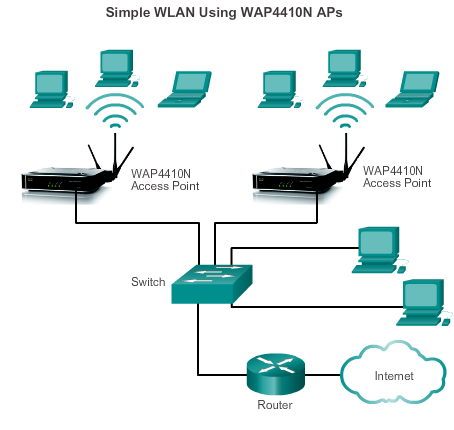 Simple WLAN Using WAP4410N APs
WAP4410N
Access Point
WAP4410N
Access Point
Switch
Internet
Router